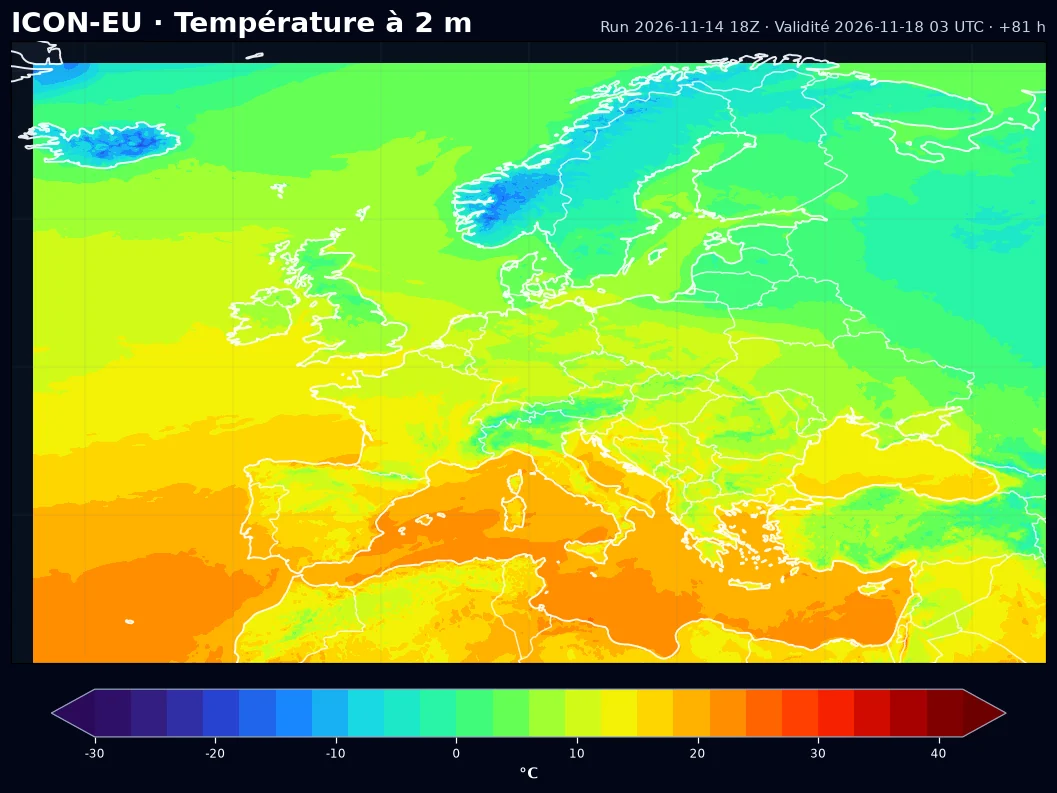 ICON-EU · Température à 2 m
Run 2026-11-14 18Z · Validité 2026-11-18 03 UTC · +81 h
-30 -20 -10 0 10 20 30 40
°C